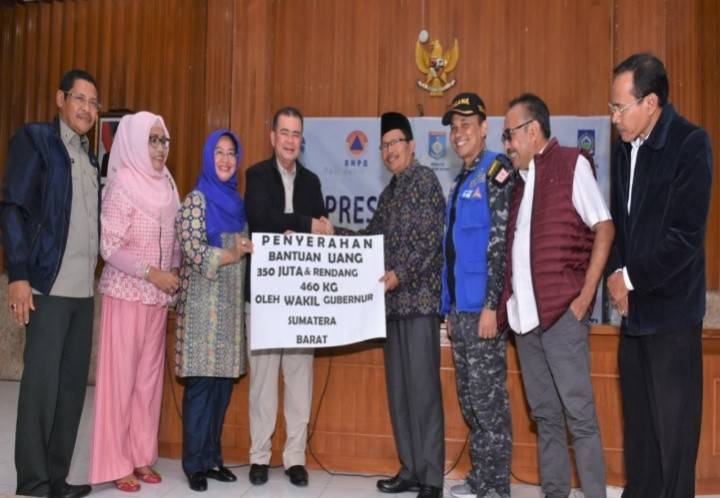 BNPB
PRES
PENYERAHAN
BANTUAN UANG
350 JUTA & RENDANG
460 KG
OLEH WAKIL GUBERNUR
SUMATERA
BARAT